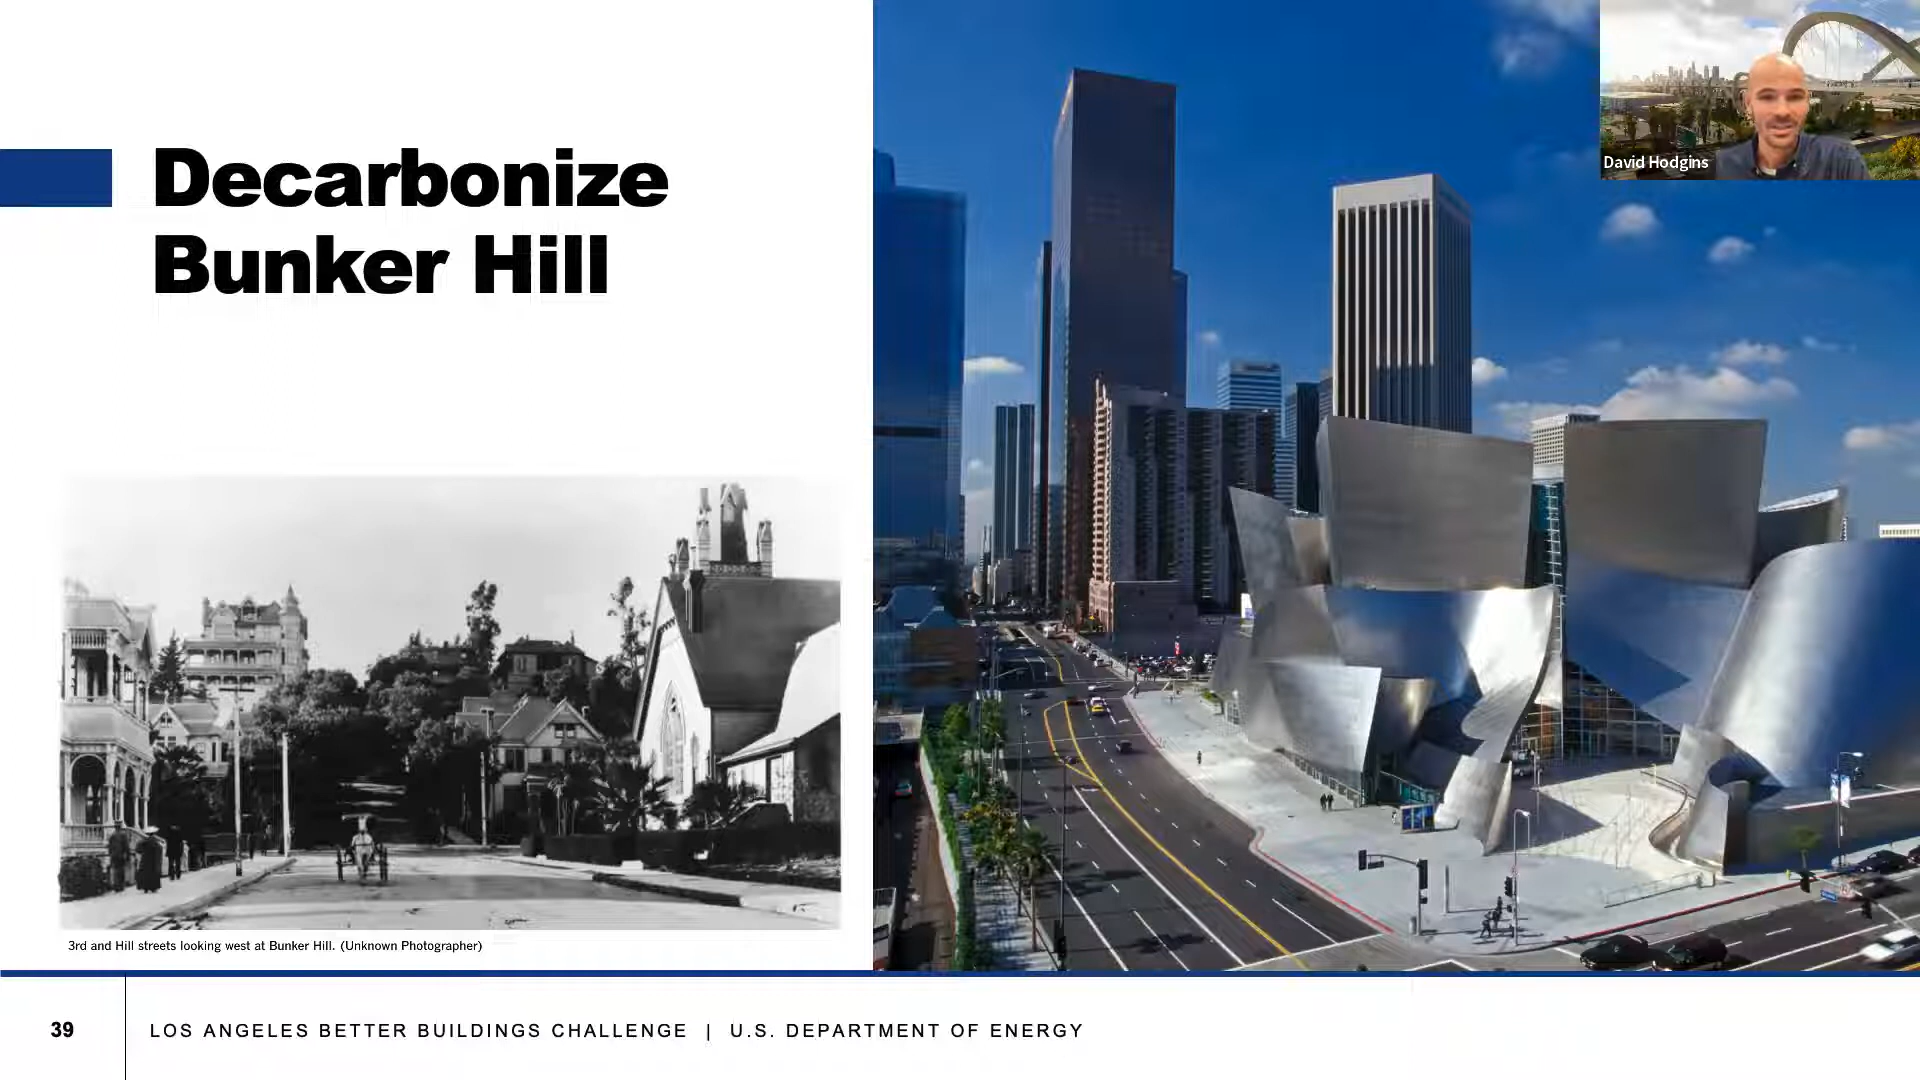 Decarbonize
Bunker Hill
David Hodgins
3rd and Hill streets looking west at Bunker Hill. (Unknown Photographer)
39
LOS ANGELES BETTER BUILDINGS CHALLENGE | U.S. DEPARTMENT OF ENERGY